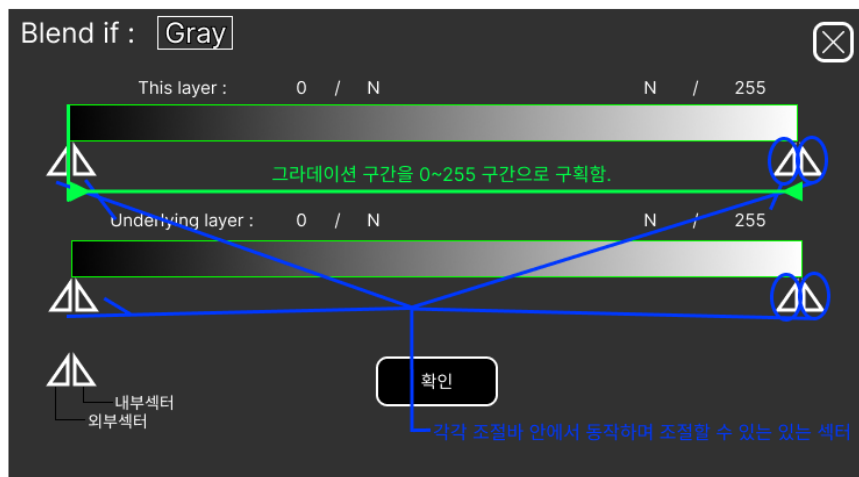 Blend if : Gray
This layer : 0 / N N / 255
그라데이션 구간을 0~255 구간으로 구획함.
Underlying layer : 0 / N N / 255
확인
내부섹터
외부섹터
각각 조절바 안에서 동작하며 조절할 수 있는 있는 섹터